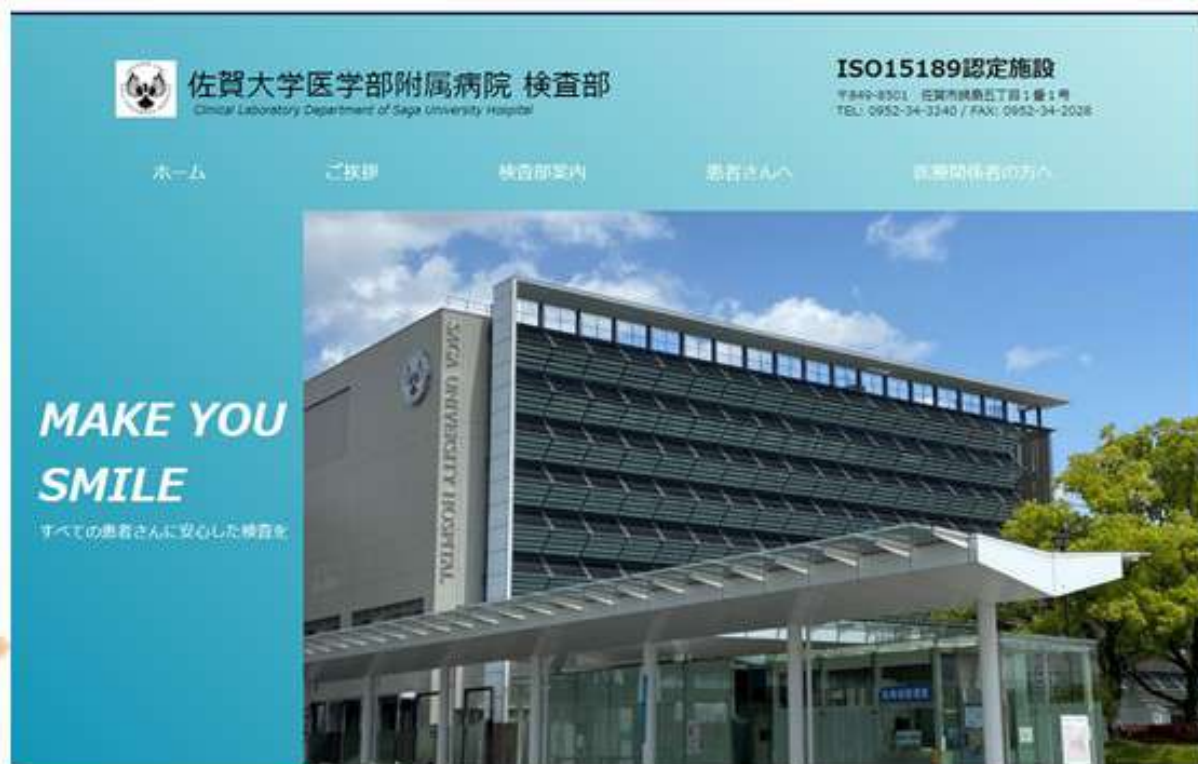 佐賀大学医学部附属病院 検査部
Clinical Laboratory Department of Saga University Hospital
ISO15189認定施設
〒849-8501 佐賀市鍋島五丁目1番1号
TEL: 0952-34-3240 / FAX: 0952-34-2028
ホーム
ご挨拶
検査部案内
患者さんへ
医療関係者の方へ
MAKE YOU
SMILE
すべての患者さんに安心した検査を
SAGA UNIVERSITY HOSPITAL